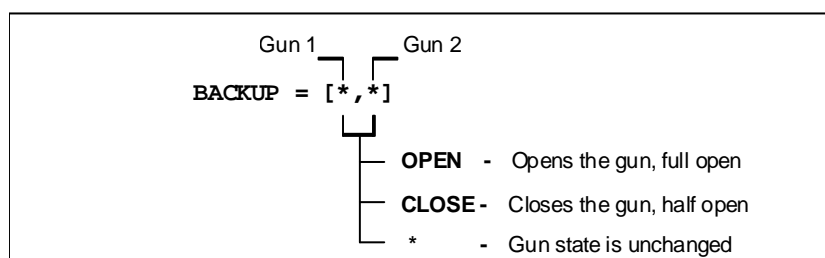 Gun 1 Gun 2
BACKUP = [*,*]
OPEN - Opens the gun, full open
CLOSE - Closes the gun, half open
* - Gun state is unchanged